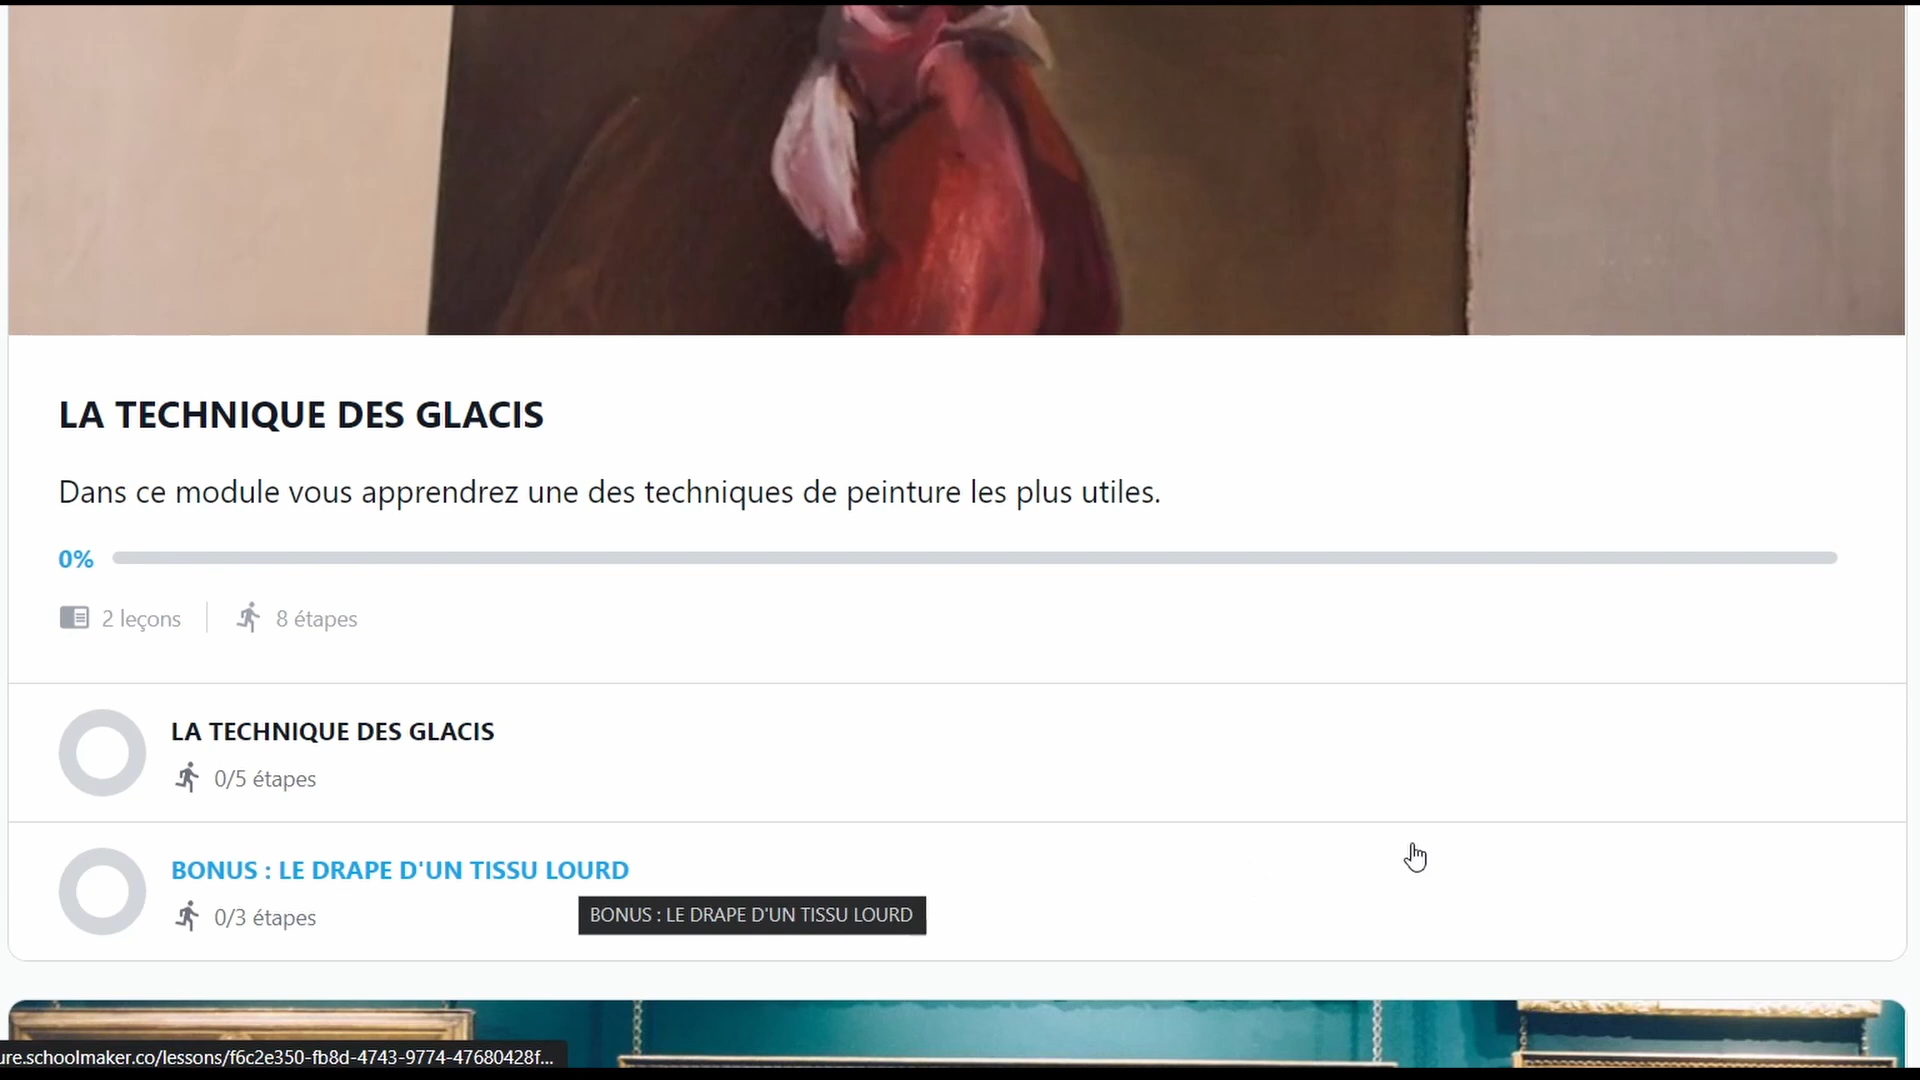 LA TECHNIQUE DES GLACIS
Dans ce module vous apprendrez une des techniques de peinture les plus utiles.
0%
2 leçons
8 étapes
LA TECHNIQUE DES GLACIS
0/5 étapes
BONUS : LE DRAPE D'UN TISSU LOURD
0/3 étapes
BONUS : LE DRAPE D'UN TISSU LOURD
ure.schoolmaker.co/lessons/f6c2e350-fb8d-4743-9774-47680428f...